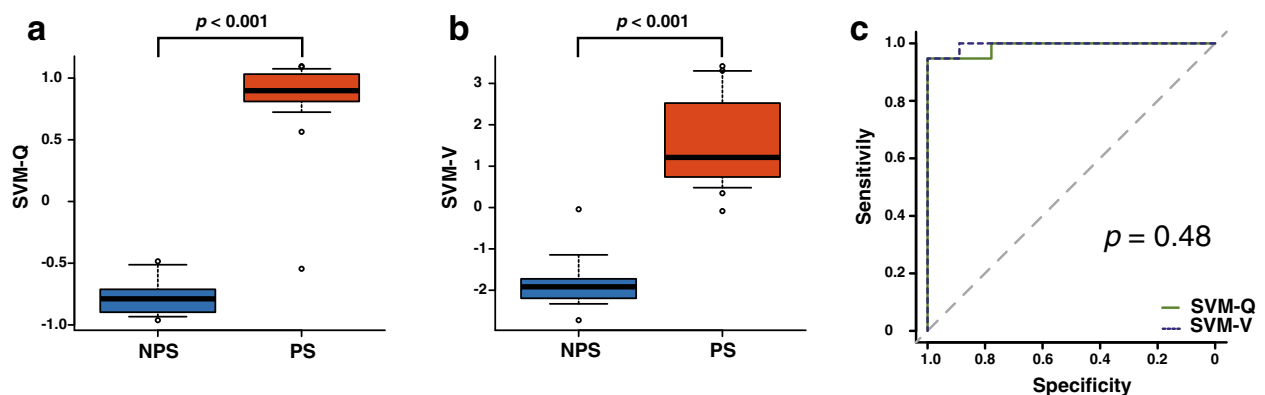 a
p < 0.001
SVM-Q
1.0
0.5
0
-0.5
-1.0
NPS PS
b
p < 0.001
SVM-V
3
2
1
0
-1
-2
NPS PS
c
Sensitivily
1.0
0.8
0.6
0.4
0.2
0
p = 0.48
SVM-Q
SVM-V
1.0 0.8 0.6 0.4 0.2 0
Specificity